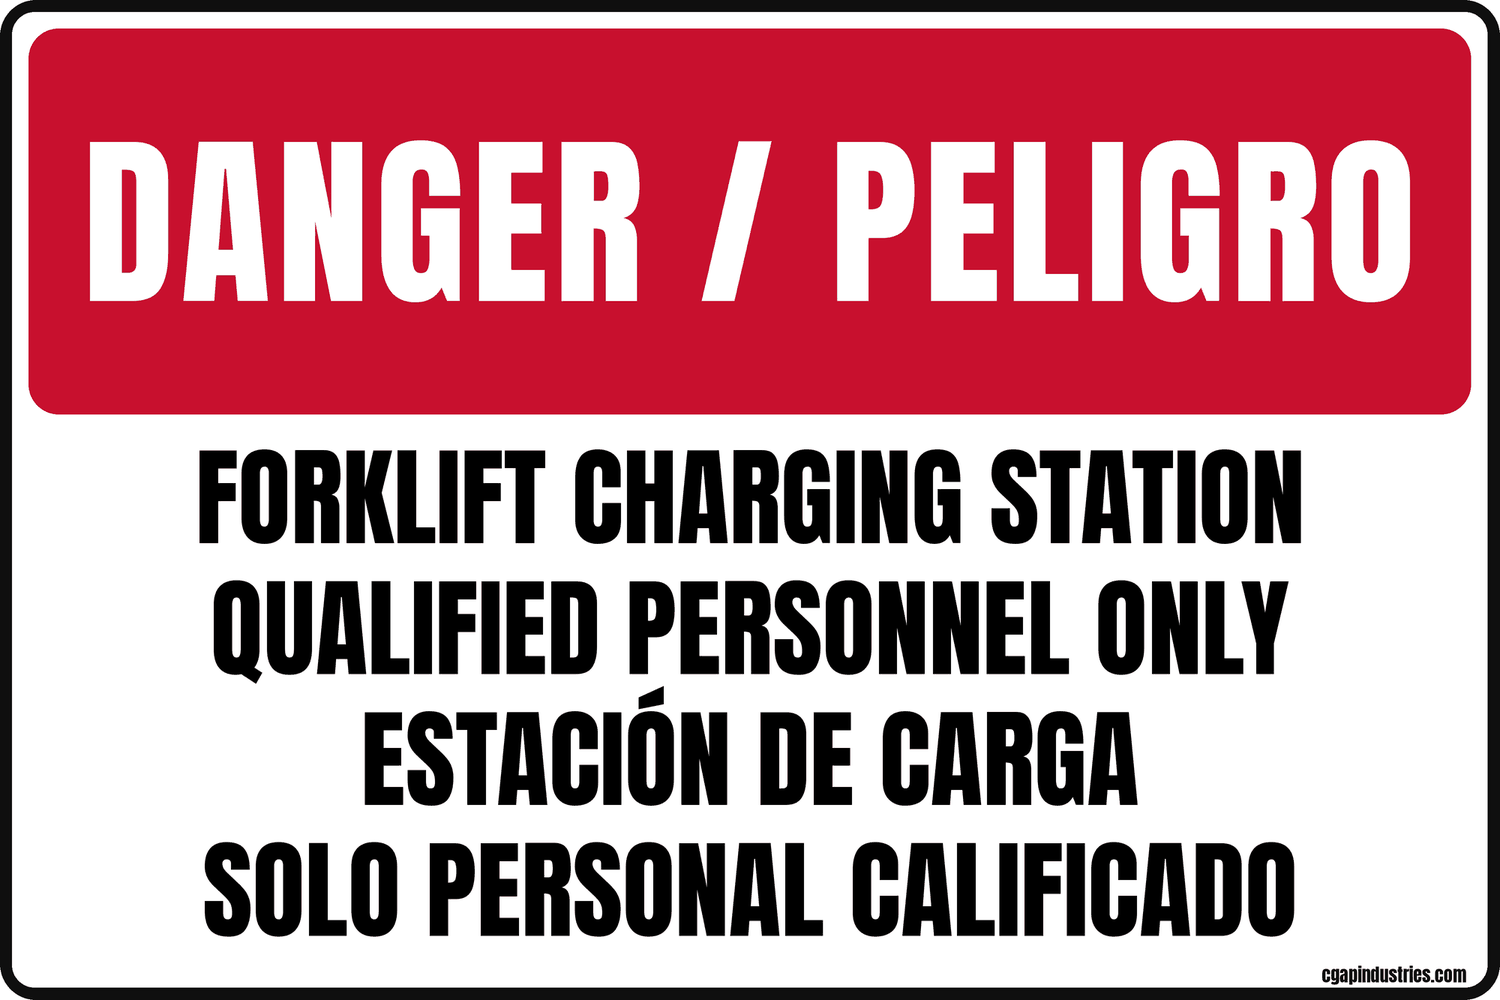 DANGER / PELIGRO
FORKLIFT CHARGING STATION
QUALIFIED PERSONNEL ONLY
ESTACIÓN DE CARGA
SOLO PERSONAL CALIFICADO
cgapindustries.com